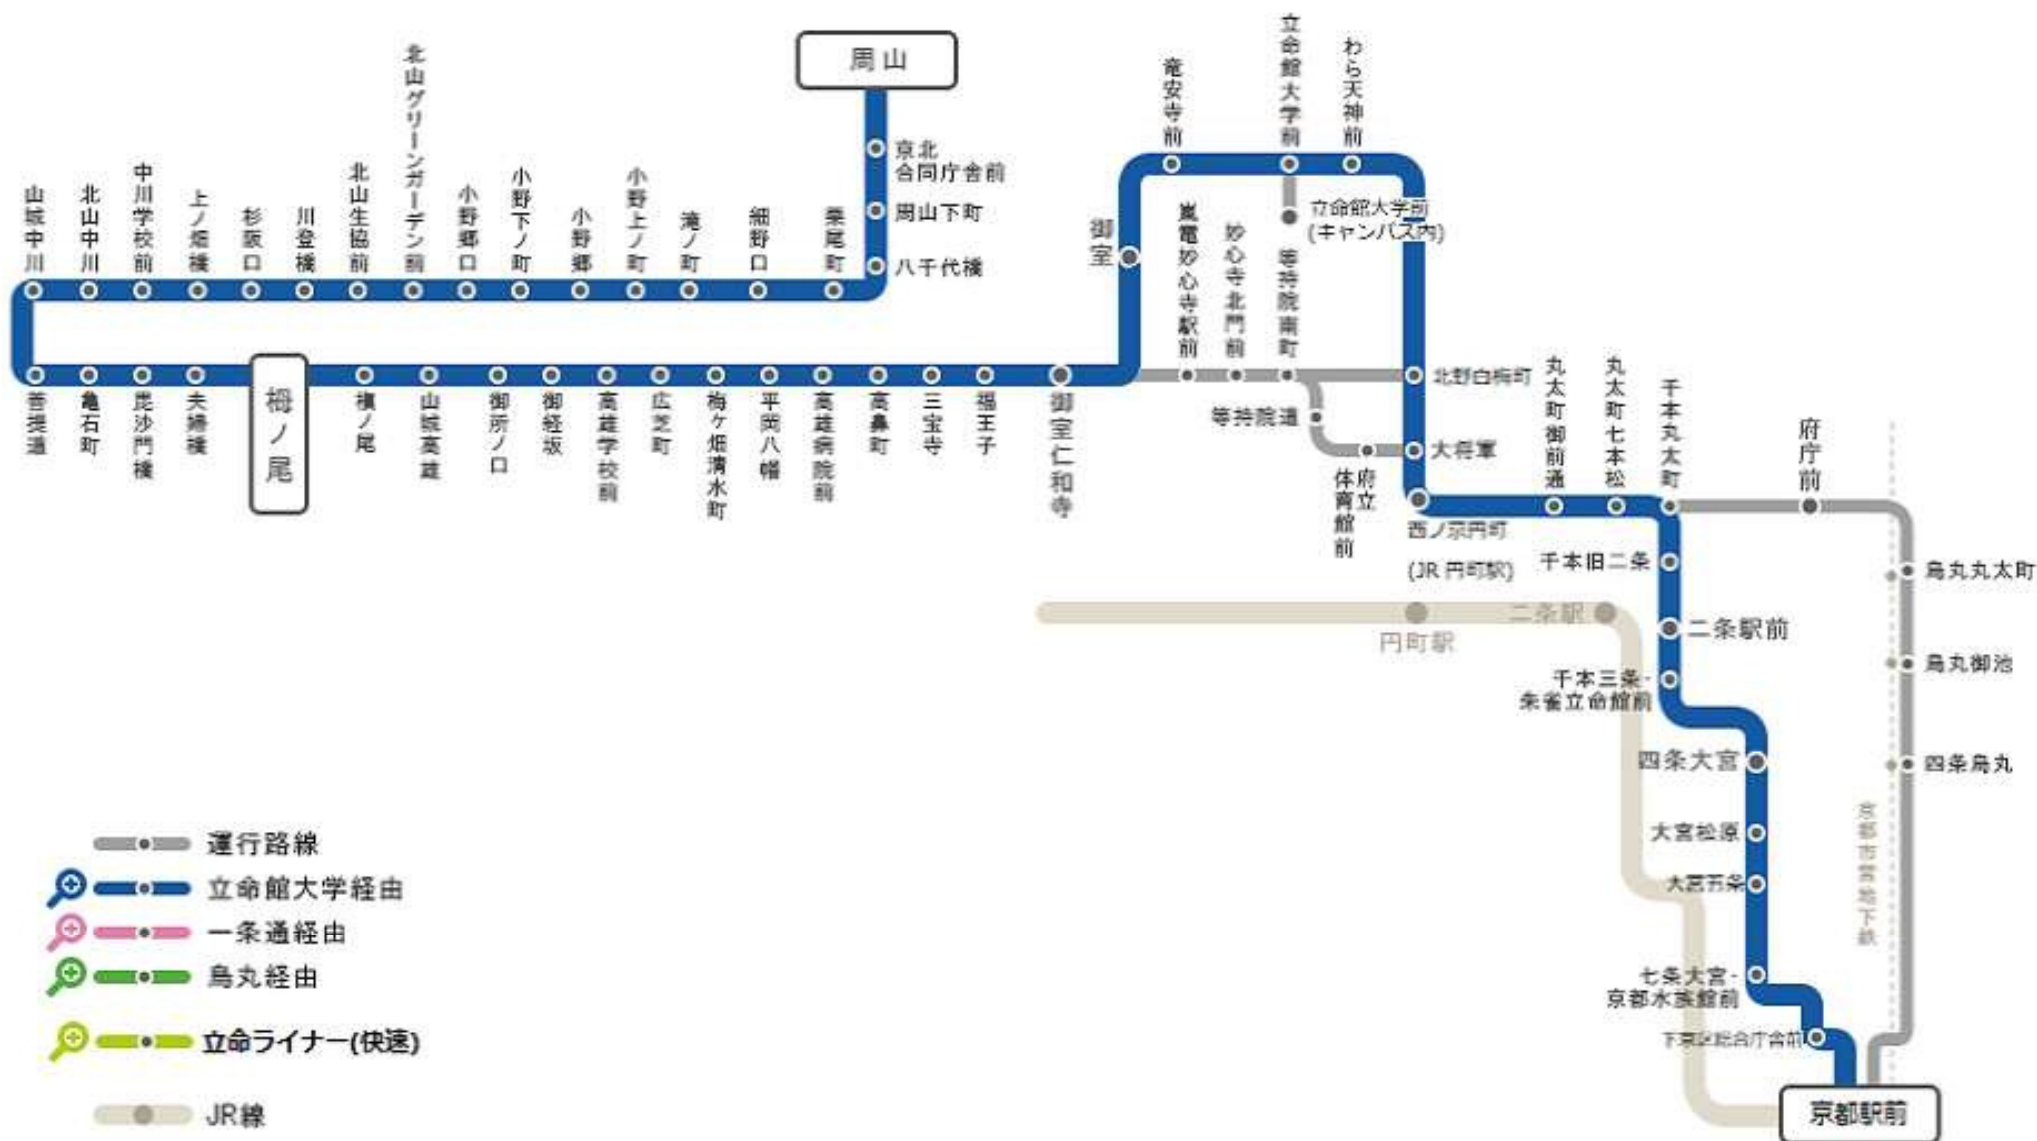 周山
京北
合同庁舎前
周山下町
八千代橋
栗尾町
細野口
滝ノ町
小野上ノ町
小野郷
小野下ノ町
小野郷口
北山グリーンガーデン前
北山生協前
川登橋
杉阪口
上ノ畑橋
中川学校前
北山中川
山城中川
菩提道
亀石町
毘沙門橋
夫婦橋
栂ノ尾
槇ノ尾
山城高雄
御所ノ口
御経坂
高雄学校前
広芝町
梅ケ畑清水町
平岡八幡
高雄病院前
高鼻町
三宝寺
福王子
御室仁和寺
御室
竜安寺前
立命館大学前
わら天神前
立命館大学前
(キャンパス内)
嵐電妙心寺駅前
妙心寺北門前
等持院南町
等持院道
府立
体育館前
北野白梅町
大将軍
西ノ京円町
(JR 円町駅)
丸太町御前通
丸太町七本松
千本丸太町
府庁前
烏丸丸太町
烏丸御池
四条烏丸
京都市営地下鉄
千本旧二条
二条駅前
千本三条・
朱雀立命館前
四条大宮
大宮松原
大宮五条
七条大宮・
京都水族館前
下京区総合庁舎前
京都駅前
円町駅
二条駅
運行路線
立命館大学経由
一条通経由
烏丸経由
立命ライナー(快速)
JR線